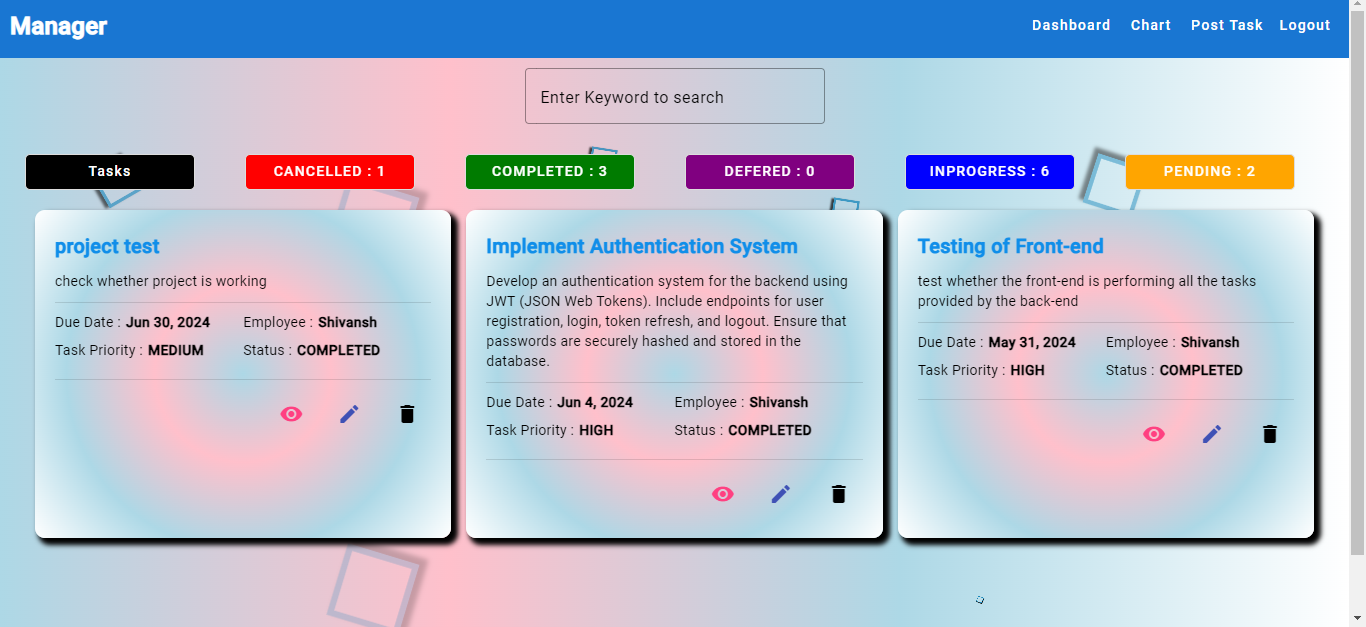 Manager
Dashboard Chart Post Task Logout
Enter Keyword to search
Tasks
CANCELLED : 1
COMPLETED : 3
DEFERED : 0
INPROGRESS : 6
PENDING : 2
project test
check whether project is working
Due Date : Jun 30, 2024 Employee : Shivansh
Task Priority : MEDIUM Status : COMPLETED
Implement Authentication System
Develop an authentication system for the backend using
JWT (JSON Web Tokens). Include endpoints for user
registration, login, token refresh, and logout. Ensure that
passwords are securely hashed and stored in the
database.
Due Date : Jun 4, 2024 Employee : Shivansh
Task Priority : HIGH Status : COMPLETED
Testing of Front-end
test whether the front-end is performing all the tasks
provided by the back-end
Due Date : May 31, 2024 Employee : Shivansh
Task Priority : HIGH Status : COMPLETED